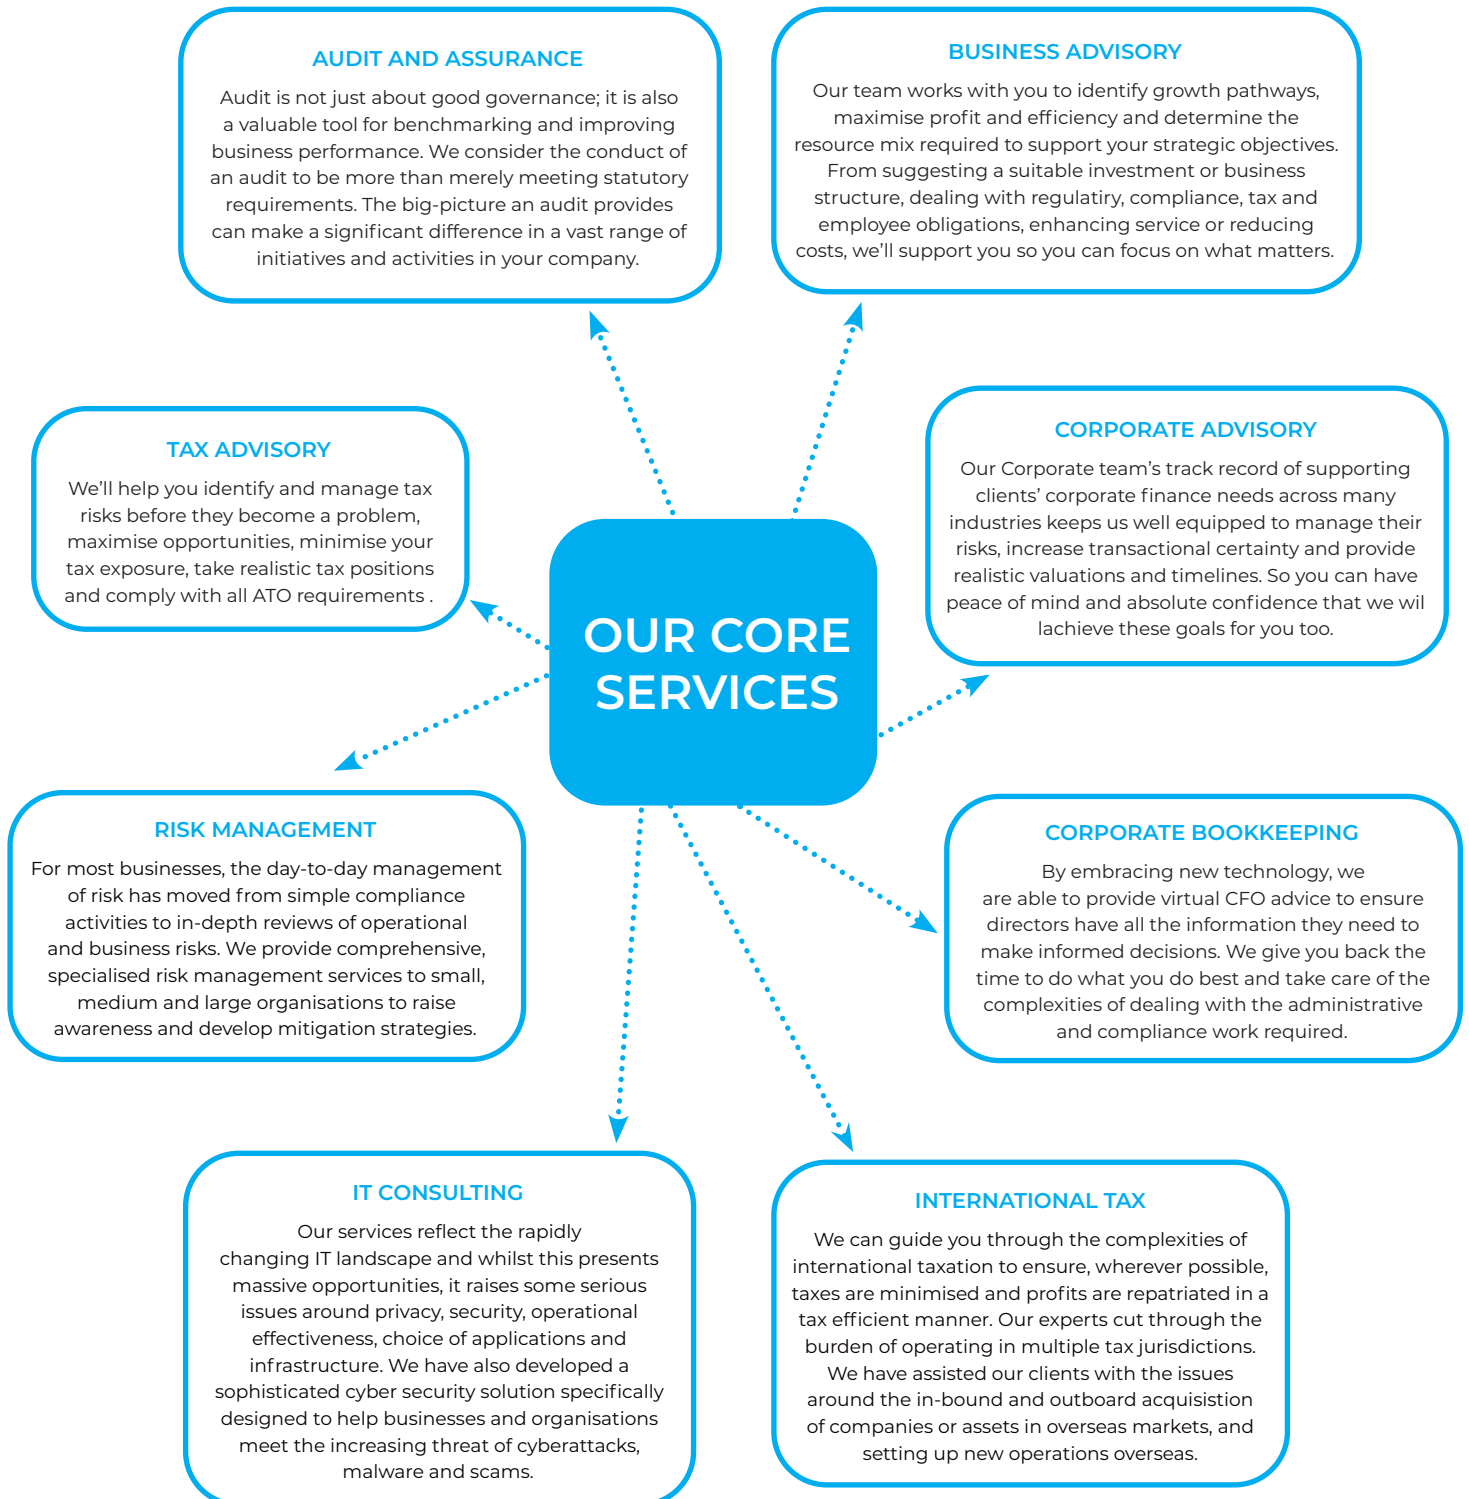 AUDIT AND ASSURANCE
Audit is not just about good governance; it is also
a valuable tool for benchmarking and improving
business performance. We consider the conduct of
an audit to be more than merely meeting statutory
requirements. The big-picture an audit provides
can make a significant difference in a vast range of
initiatives and activities in your company.
BUSINESS ADVISORY
Our team works with you to identify growth pathways,
maximise profit and efficiency and determine the
resource mix required to support your strategic objectives.
From suggesting a suitable investment or business
structure, dealing with regulatiry, compliance, tax and
employee obligations, enhancing service or reducing
costs, we'll support you so you can focus on what matters.
TAX ADVISORY
We'll help you identify and manage tax
risks before they become a problem,
maximise opportunities, minimise your
tax exposure, take realistic tax positions
and comply with all ATO requirements .
CORPORATE ADVISORY
Our Corporate team's track record of supporting
clients' corporate finance needs across many
industries keeps us well equipped to manage their
risks, increase transactional certainty and provide
realistic valuations and timelines. So you can have
peace of mind and absolute confidence that we wil
lachieve these goals for you too.
OUR CORE
SERVICES
RISK MANAGEMENT
For most businesses, the day-to-day management
of risk has moved from simple compliance
activities to in-depth reviews of operational
and business risks. We provide comprehensive,
specialised risk management services to small,
medium and large organisations to raise
awareness and develop mitigation strategies.
CORPORATE BOOKKEEPING
By embracing new technology, we
are able to provide virtual CFO advice to ensure
directors have all the information they need to
make informed decisions. We give you back the
time to do what you do best and take care of the
complexities of dealing with the administrative
and compliance work required.
IT CONSULTING
Our services reflect the rapidly
changing IT landscape and whilst this presents
massive opportunities, it raises some serious
issues around privacy, security, operational
effectiveness, choice of applications and
infrastructure. We have also developed a
sophisticated cyber security solution specifically
designed to help businesses and organisations
meet the increasing threat of cyberattacks,
malware and scams.
INTERNATIONAL TAX
We can guide you through the complexities of
international taxation to ensure, wherever possible,
taxes are minimised and profits are repatriated in a
tax efficient manner. Our experts cut through the
burden of operating in multiple tax jurisdictions.
We have assisted our clients with the issues
around the in-bound and outboard acquisistion
of companies or assets in overseas markets, and
setting up new operations overseas.